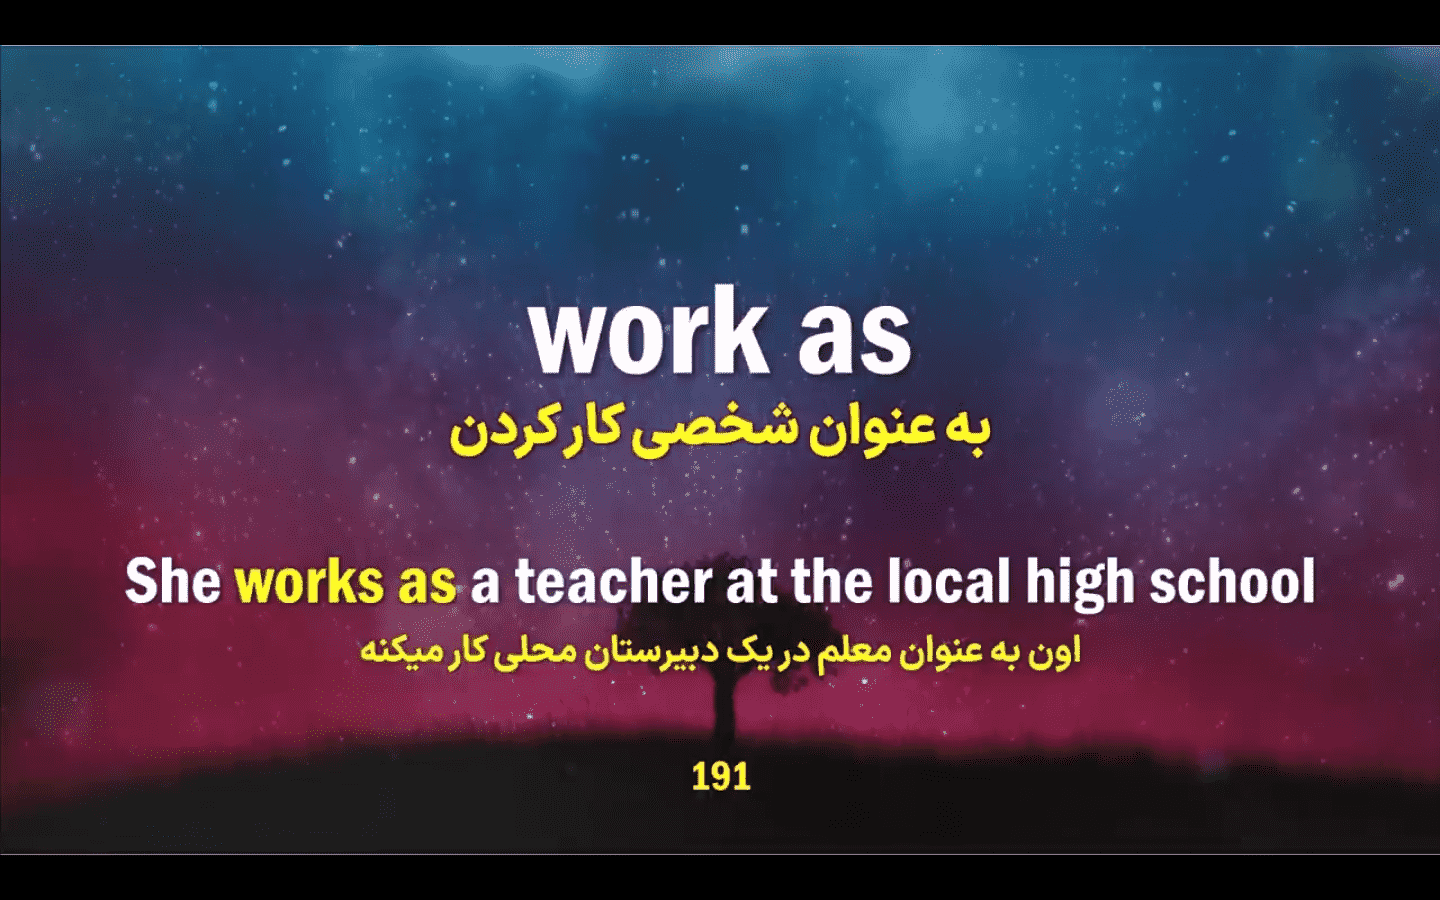 work as
به عنوان شخصی کار کردن
She works as a teacher at the local high school
اون به عنوان معلم در یک دبیرستان محلی کار میکنه
191